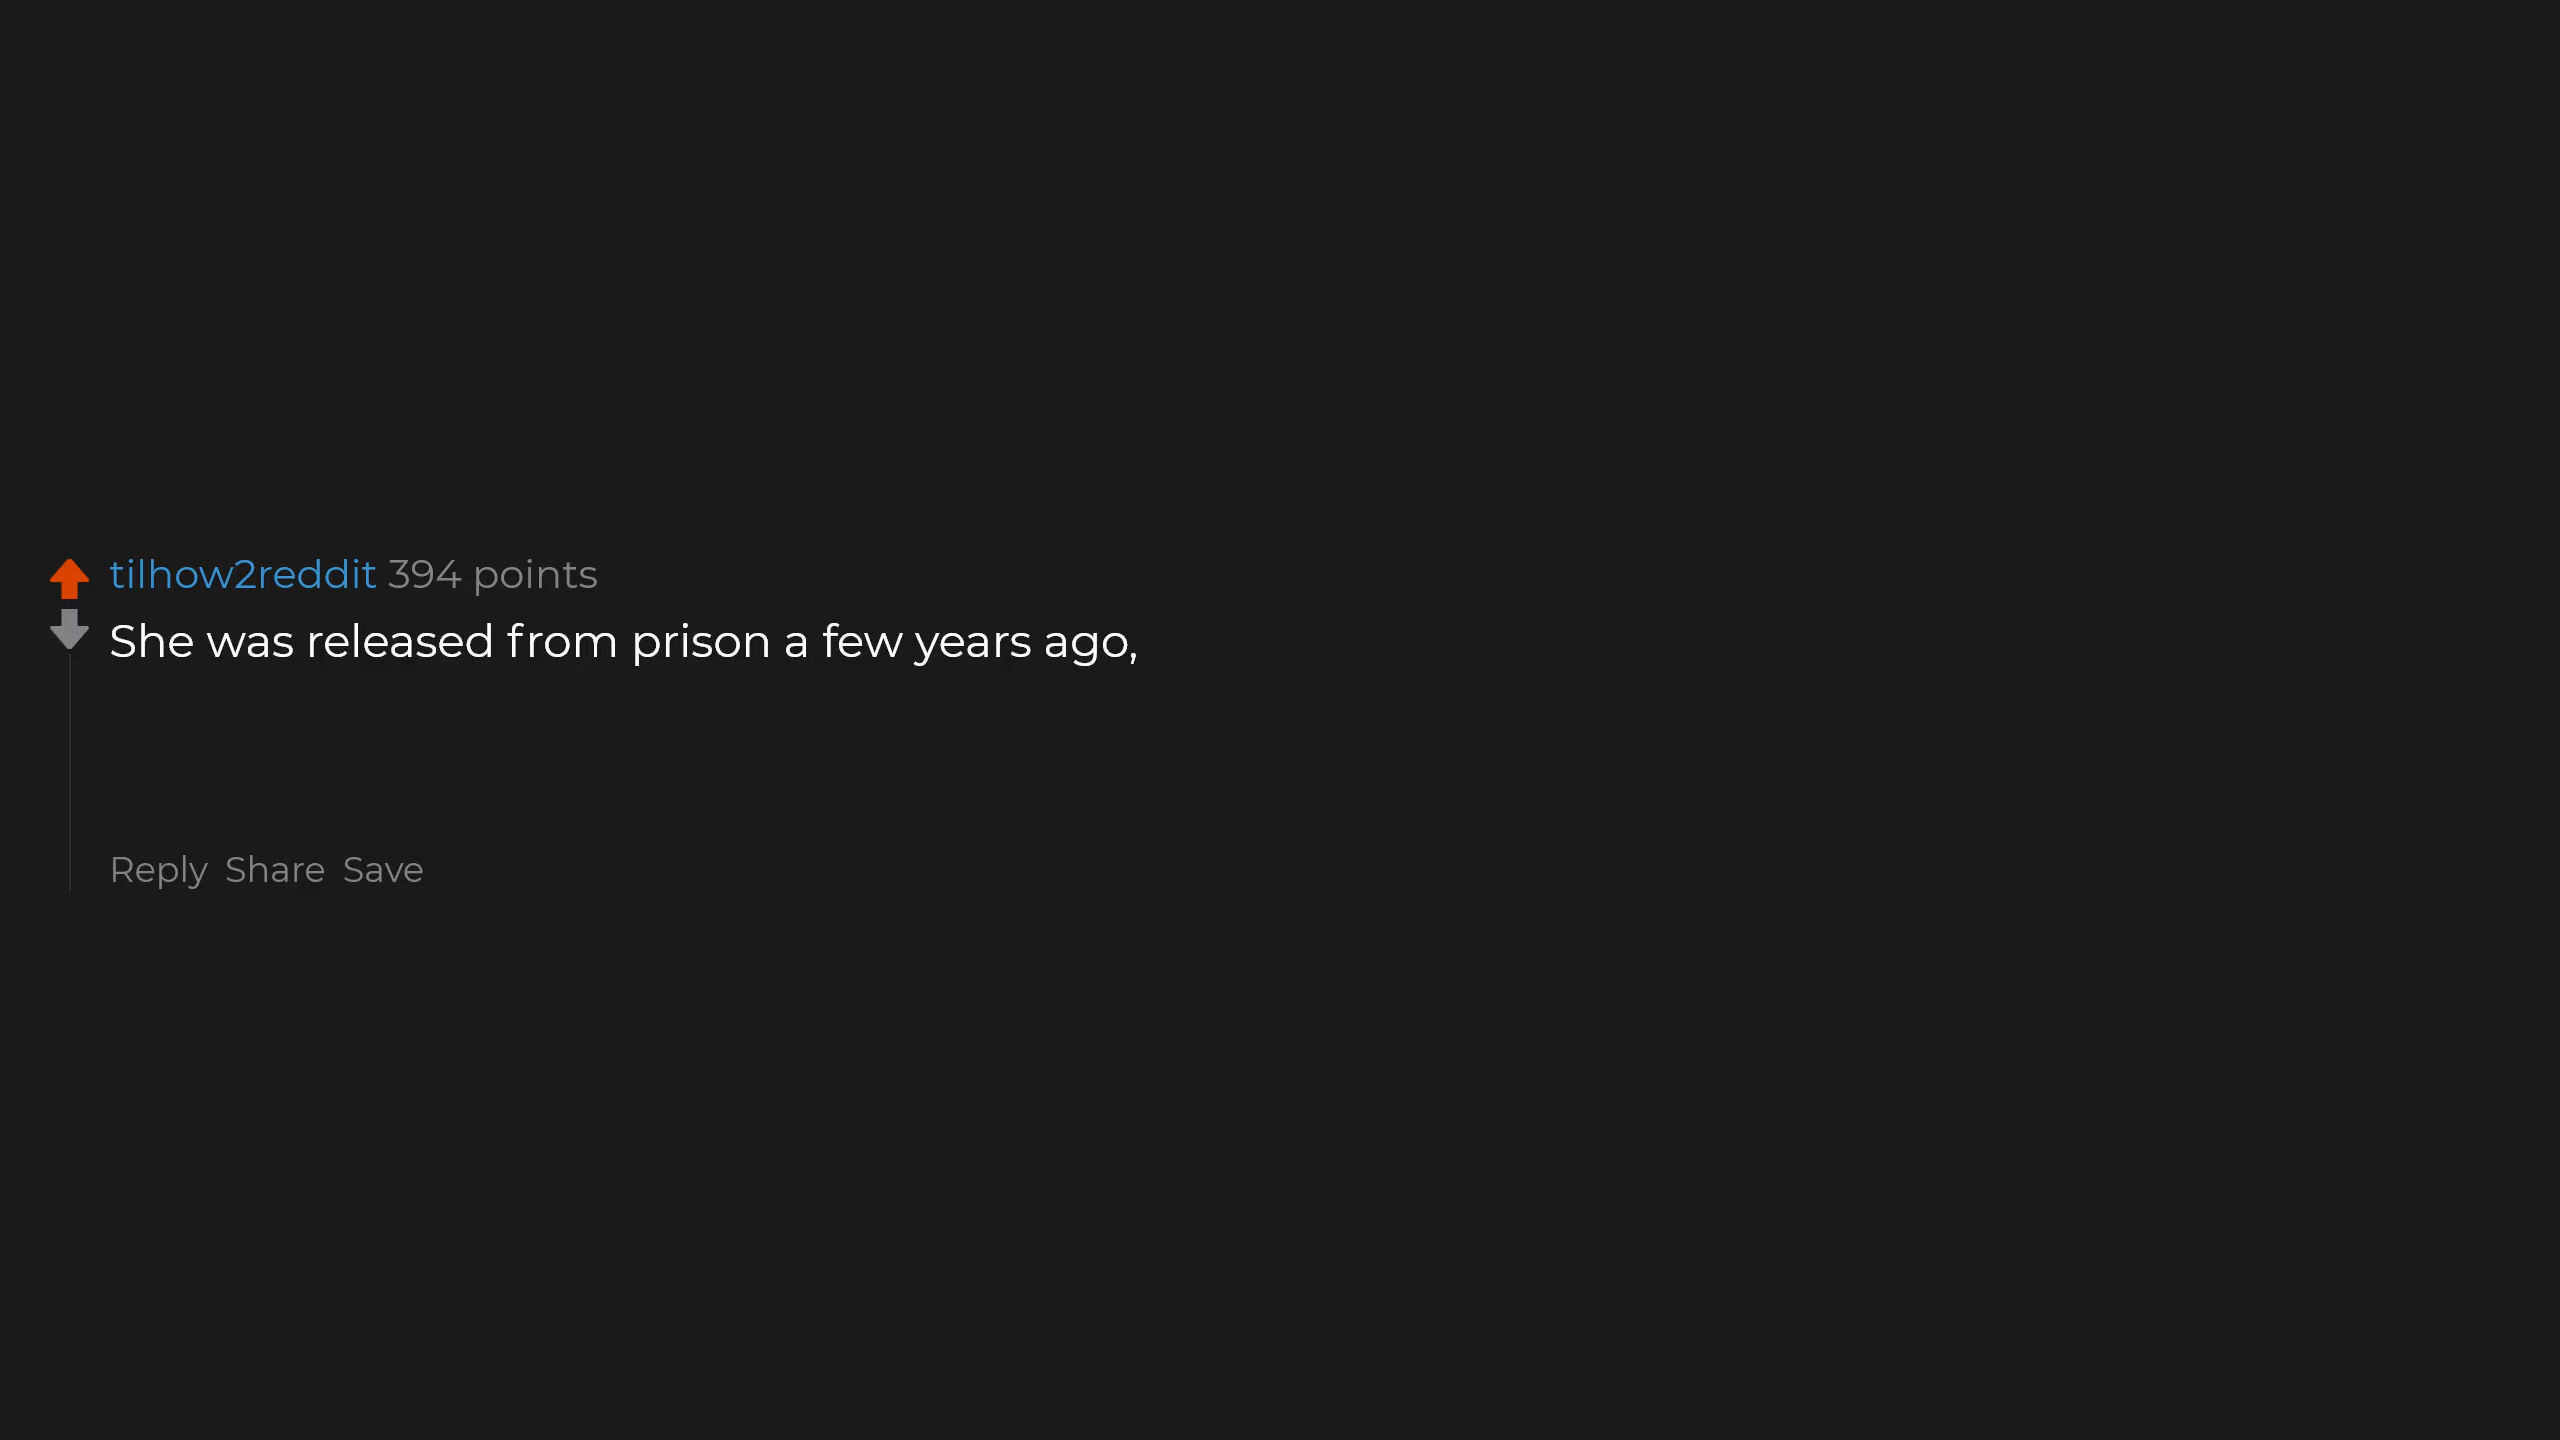 tilhow2reddit 394 points
She was released from prison a few years ago,
Reply Share Save